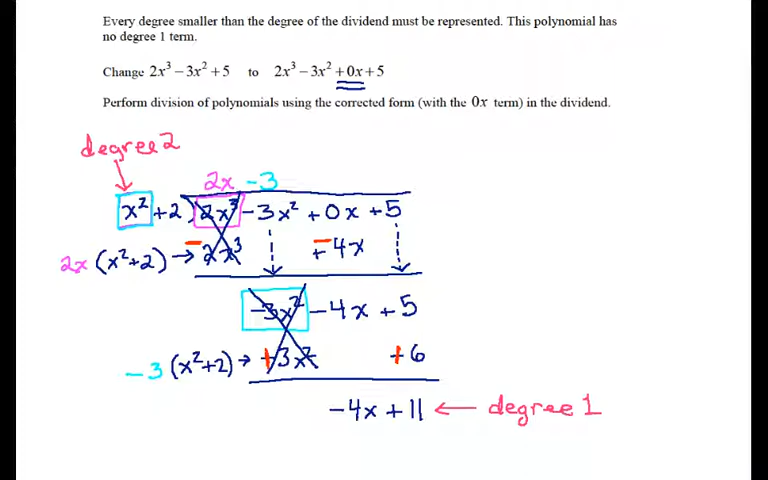 Every degree smaller than the degree of the dividend must be represented. This polynomial has
no degree 1 term.
Change 2x³ − 3x² + 5 to 2x³ − 3x² + 0x + 5
Perform division of polynomials using the corrected form (with the 0x term) in the dividend.
degree 2
2x - 3
x² + 2 ) 2x³ - 3x² + 0x + 5
2x (x² + 2) → - 2x³ - 4x
-3x² - 4x + 5
-3 (x² + 2) → + 3x² + 6
-4x + 11 ← degree 1